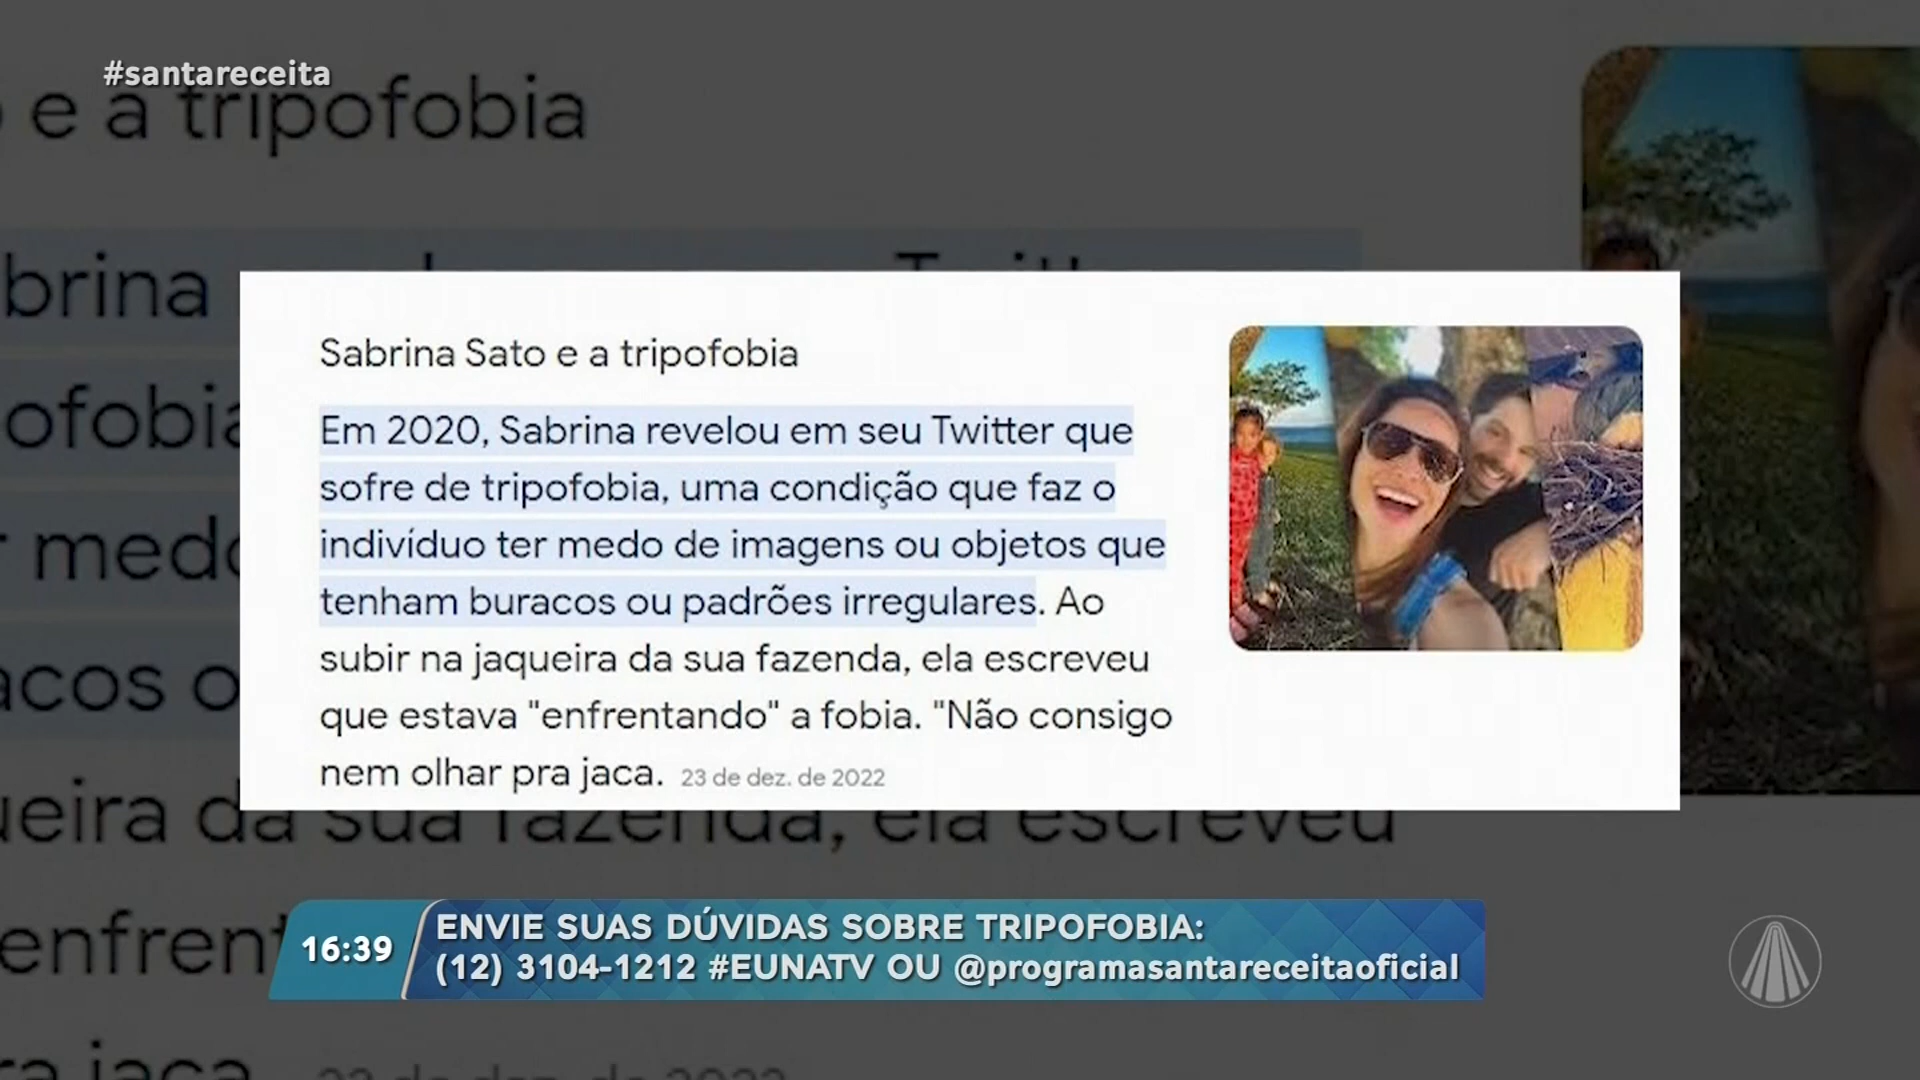 #santareceita
e a tripofobia
Sabrina Sato e a tripofobia
Em 2020, Sabrina revelou em seu Twitter que
sofre de tripofobia, uma condição que faz o
indivíduo ter medo de imagens ou objetos que
tenham buracos ou padrões irregulares. Ao
subir na jaqueira da sua fazenda, ela escreveu
que estava "enfrentando" a fobia. "Não consigo
nem olhar pra jaca. 23 de dez. de 2022
16:39
ENVIE SUAS DÚVIDAS SOBRE TRIPOFOBIA:
(12) 3104-1212 #EUNATV OU @programasantareceitaoficial